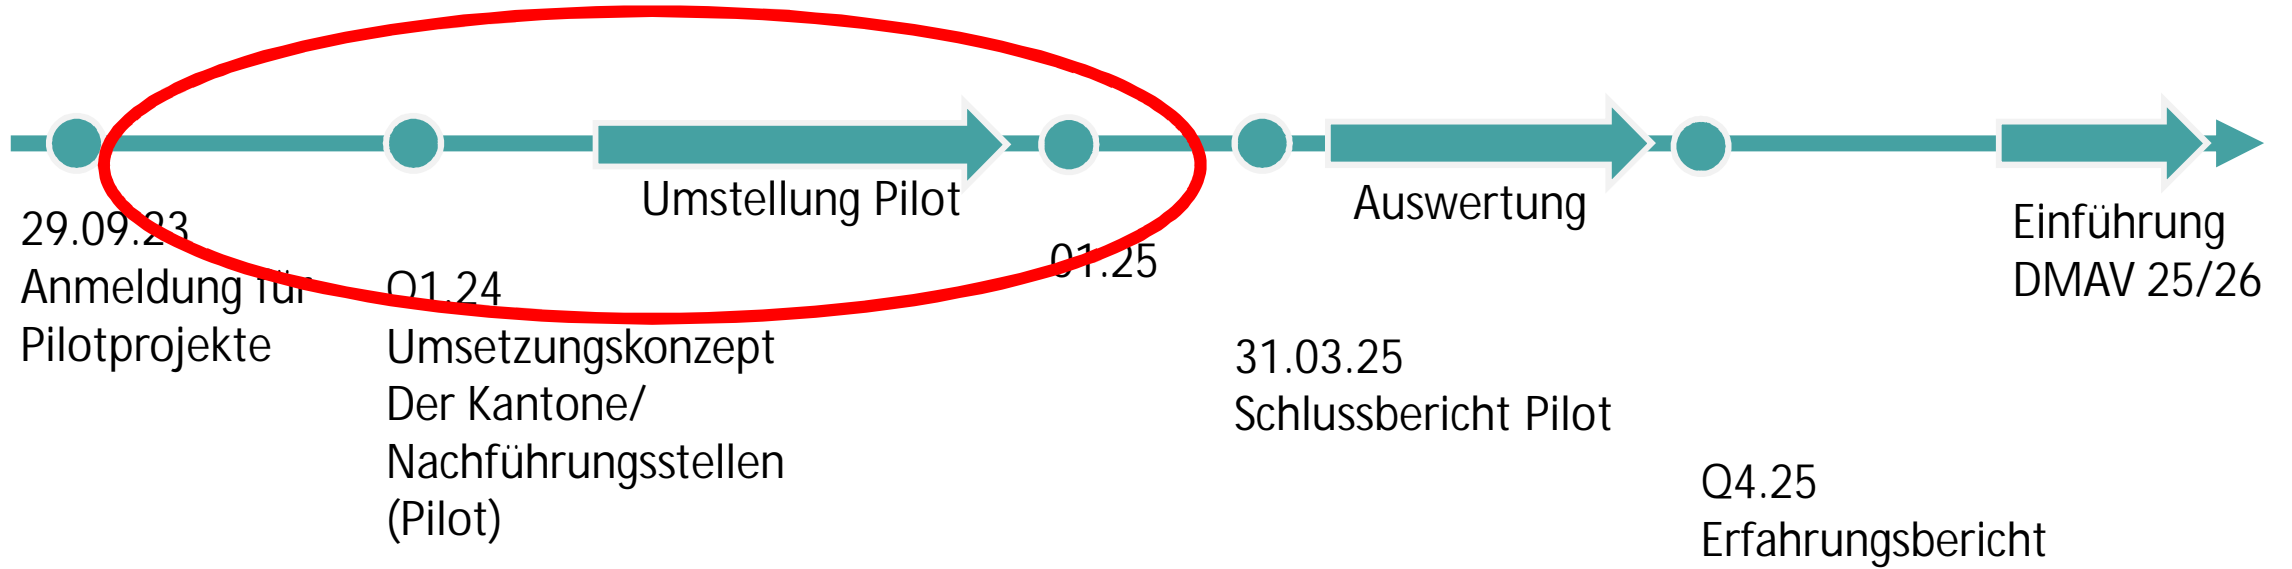 Umstellung Pilot
Auswertung
29.09.23
Anmeldung für
Pilotprojekte
Q1.24
Umsetzungskonzept
Der Kantone/
Nachführungsstellen
(Pilot)
01.25
31.03.25
Schlussbericht Pilot
Q4.25
Erfahrungsbericht
Einführung
DMAV 25/26